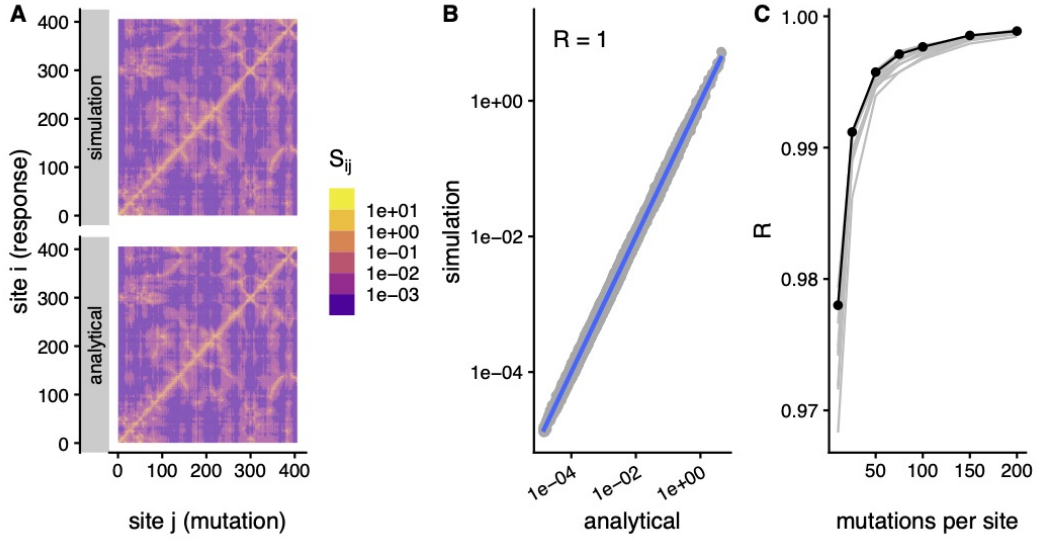 A
400
300
200
100
0
simulation
400
300
200
100
0
analytical
site i (response)
0 100 200 300 400
site j (mutation)
Sij
1e+01
1e+00
1e−01
1e−02
1e−03
B
R = 1
1e+00
1e−02
1e−04
simulation
1e−04 1e−02 1e+00
analytical
C
1.00
0.99
0.98
0.97
R
50 100 150 200
mutations per site